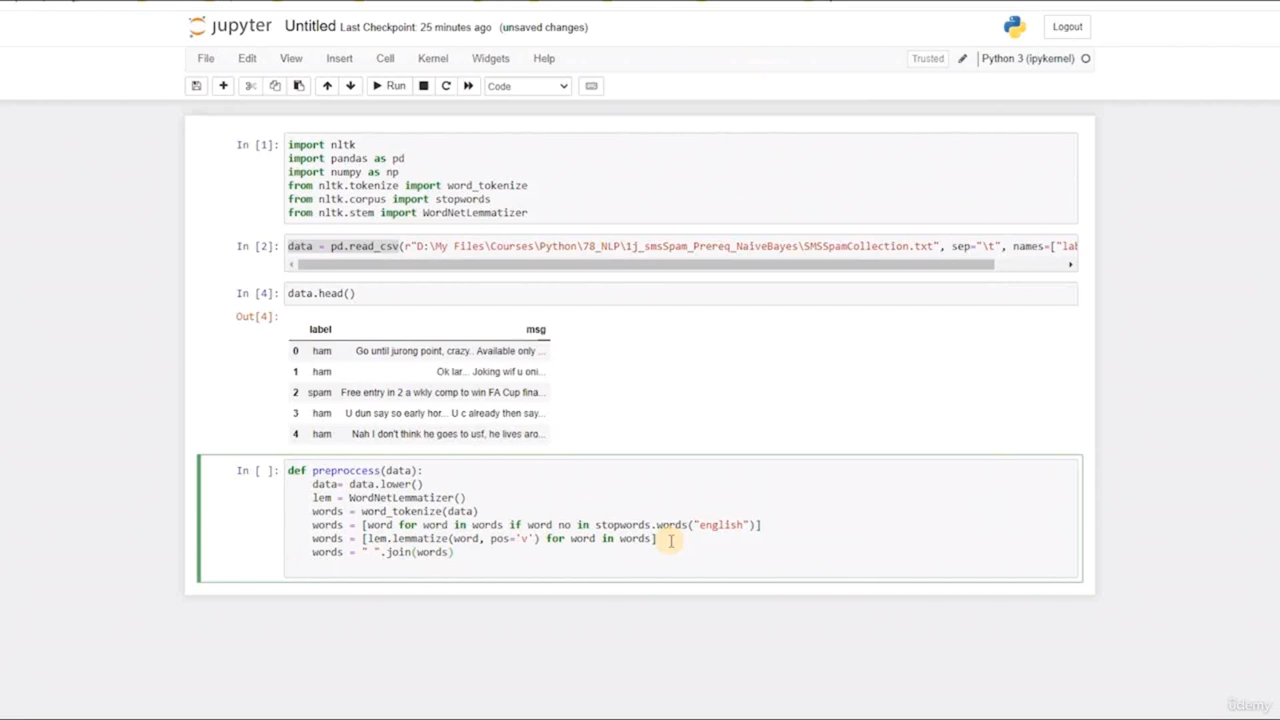 jupyter Untitled Last Checkpoint: 25 minutes ago (unsaved changes) Logout
File Edit View Insert Cell Kernel Widgets Help Trusted Python 3 (ipykernel)
Run Code
In [1]: import nltk
import pandas as pd
import numpy as np
from nltk.tokenize import word_tokenize
from nltk.corpus import stopwords
from nltk.stem import WordNetLemmatizer
In [2]: data = pd.read_csv(r"D:\My Files\Courses\Python\78_NLP\1j_smsSpam_Prereq_NaiveBayes\SMSSpamCollection.txt", sep="\t", names=["lab
In [4]: data.head()
Out[4]:
label msg
0 ham Go until jurong point, crazy.. Available only ...
1 ham Ok lar... Joking wif u oni...
2 spam Free entry in 2 a wkly comp to win FA Cup fina...
3 ham U dun say so early hor... U c already then say...
4 ham Nah I don't think he goes to usf, he lives aro...
In [ ]: def preproccess(data):
data= data.lower()
lem = WordNetLemmatizer()
words = word_tokenize(data)
words = [word for word in words if word no in stopwords.words("english")]
words = [lem.lemmatize(word, pos='v') for word in words]
words = " ".join(words)
ûdemy